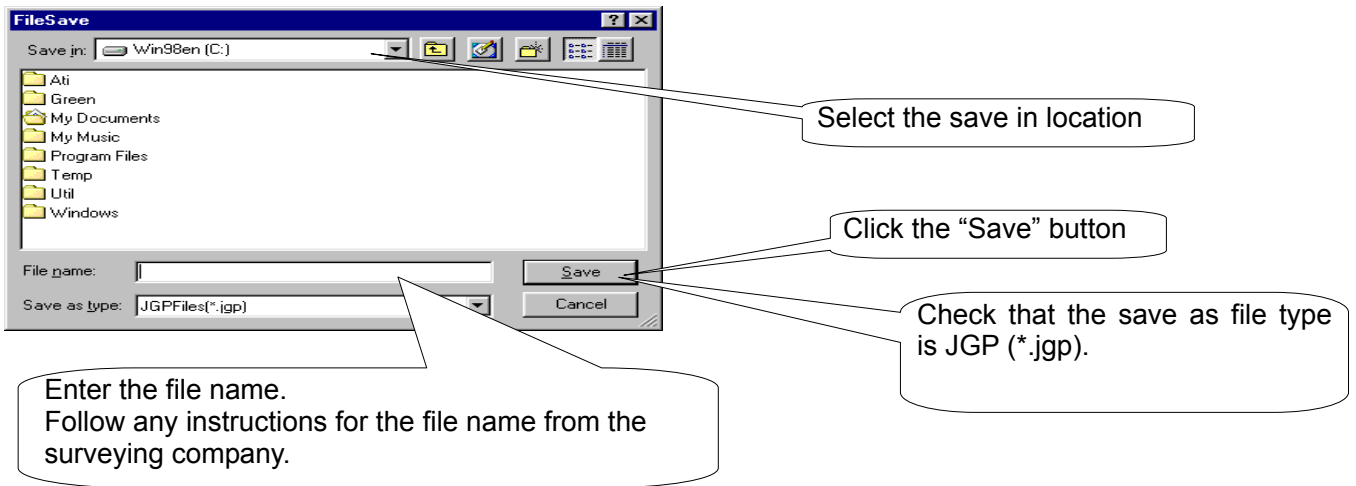 FileSave
Save in: Win98en (C:)
Ati
Green
My Documents
My Music
Program Files
Temp
Util
Windows
File name: Save
Save as type: JGPFiles(*.jgp) Cancel
Select the save in location
Click the “Save” button
Check that the save as file type
is JGP (*.jgp).
Enter the file name.
Follow any instructions for the file name from the
surveying company.